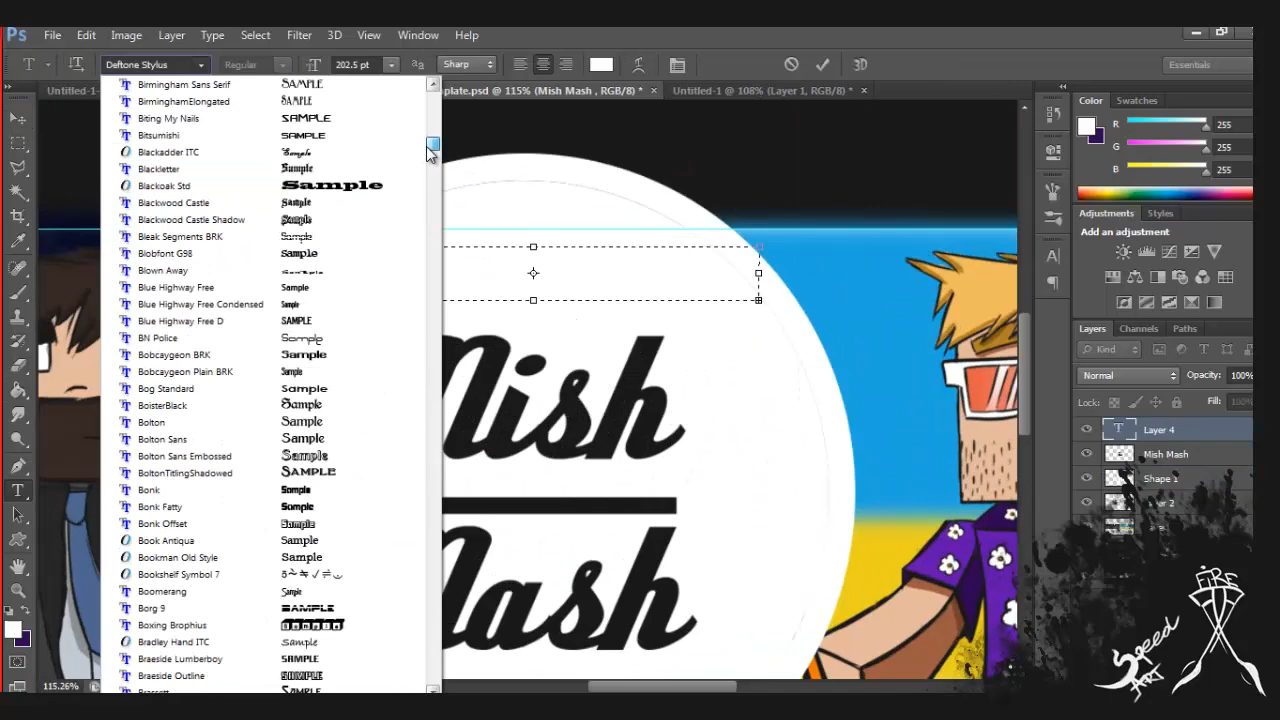 Ps File Edit Image Layer Type Select Filter 3D View Window Help
T Deftone Stylus Regular T 202.5 pt aa Sharp 3D Essentials
Untitled-1- plate.psd @ 115% (Mish Mash , RGB/8) * × Untitled-1 @ 108% (Layer 1, RGB/8) * ×
Birmingham Sans Serif SAMPLE
BirminghamElongated SAMPLE
Biting My Nails SAMPLE
Bitsumishi SAMPLE
Blackadder ITC Sample
Blackletter Sample
Blackoak Std Sample
Blackwood Castle Sample
Blackwood Castle Shadow Sample
Bleak Segments BRK Sample
Blobfont G98 Sample
Blown Away
Blue Highway Free Sample
Blue Highway Free Condensed Sample
Blue Highway Free D SAMPLE
BN Police Sample
Bobcaygeon BRK Sample
Bobcaygeon Plain BRK Sample
Bog Standard Sample
BoisterBlack Sample
Bolton Sample
Bolton Sans Sample
Bolton Sans Embossed Sample
BoltonTitlingShadowed SAMPLE
Bonk Sample
Bonk Fatty Sample
Bonk Offset Sample
Book Antiqua Sample
Bookman Old Style Sample
Bookshelf Symbol 7
Boomerang Sample
Borg 9 SAMPLE
Boxing Brophius Sample
Bradley Hand ITC Sample
Braeside Lumberboy SAMPLE
Braeside Outline SAMPLE
Brassett SAMPLE
115.26%
Mish
Mash
Color Swatches
R 255
G 255
B 255
Adjustments Styles
Add an adjustment
Layers Channels Paths
Kind
Normal Opacity: 100%
Lock: Fill: 100%
T Layer 4
Mish Mash
Shape 1
2
FIRE
Speed
ART